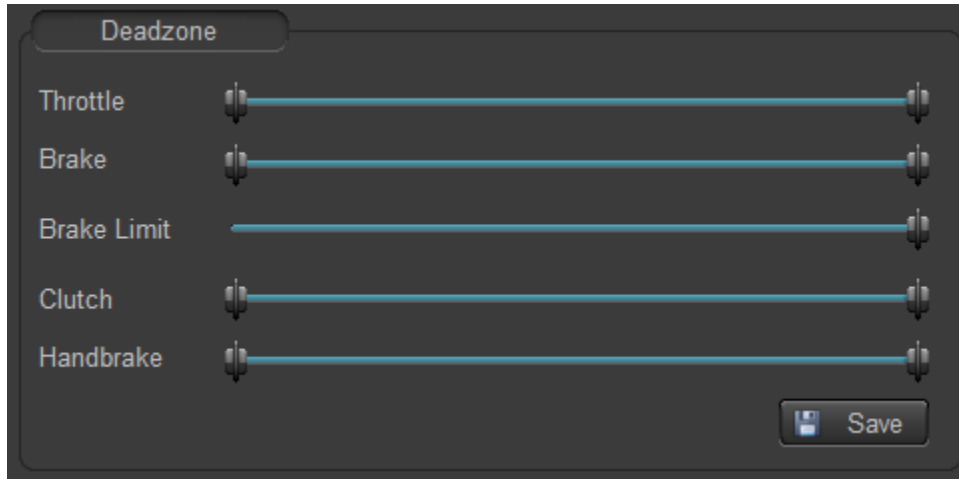 Deadzone
Throttle
Brake
Brake Limit
Clutch
Handbrake
Save